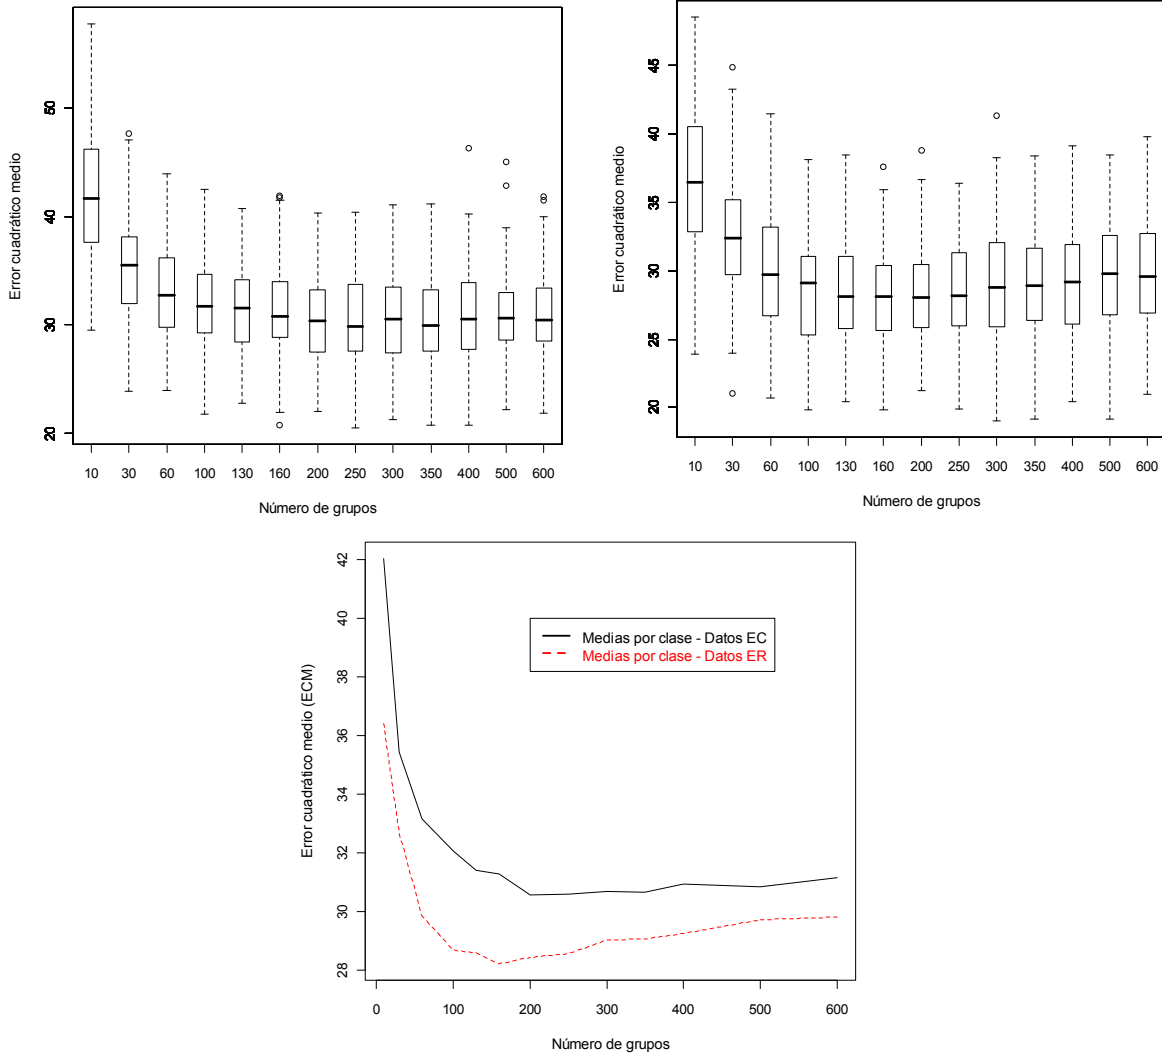 Error cuadrático medio
50
40
30
20
10 30 60 100 130 160 200 250 300 350 400 500 600
Número de grupos
Error cuadrático medio
45
40
35
30
25
20
10 30 60 100 130 160 200 250 300 350 400 500 600
Número de grupos
Error cuadrático medio (ECM)
42
40
38
36
34
32
30
28
Medias por clase - Datos EC
Medias por clase - Datos ER
0 100 200 300 400 500 600
Número de grupos